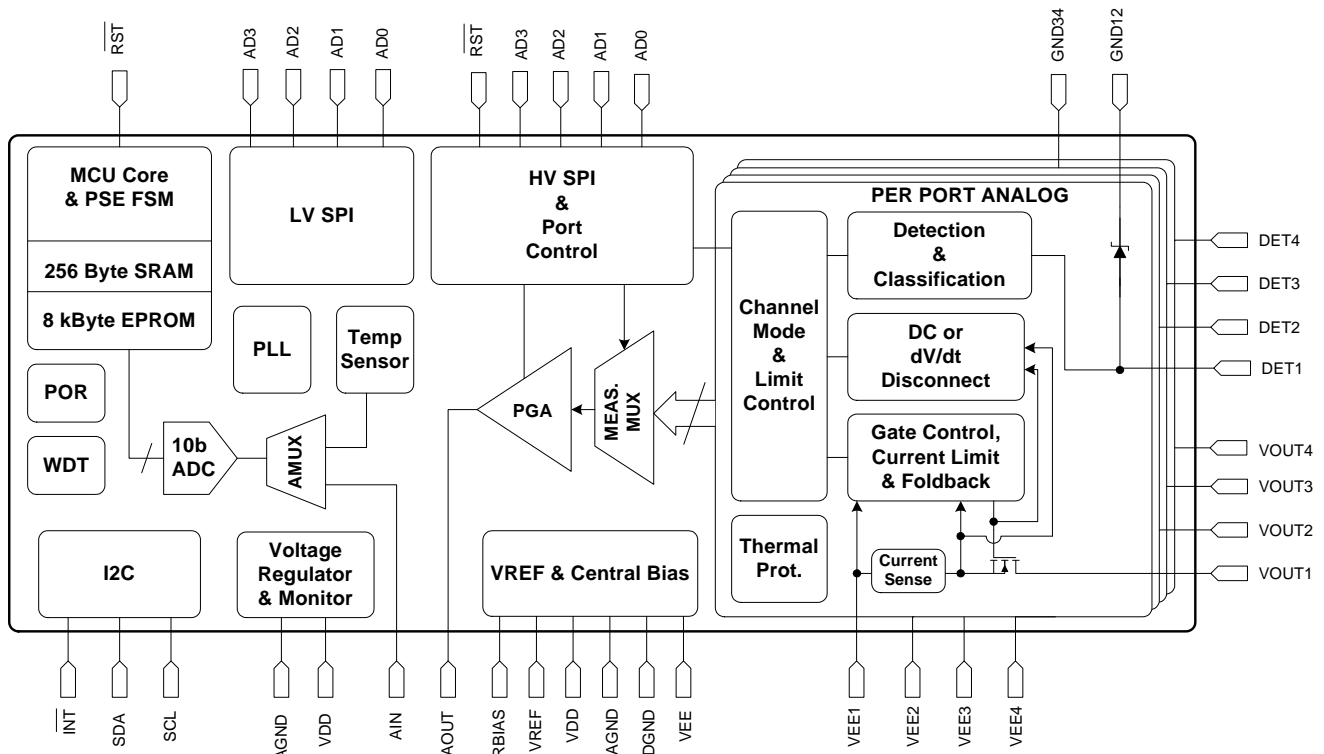 RST
AD3
AD2
AD1
AD0
RST
AD3
AD2
AD1
AD0
GND34
GND12
MCU Core
& PSE FSM
256 Byte SRAM
8 kByte EPROM
LV SPI
HV SPI
&
Port
Control
PER PORT ANALOG
Channel
Mode
&
Limit
Control
Detection
&
Classification
DC or
dV/dt
Disconnect
Gate Control,
Current Limit
& Foldback
Thermal
Prot.
Current
Sense
DET4
DET3
DET2
DET1
VOUT4
VOUT3
VOUT2
VOUT1
POR
WDT
PLL
Temp
Sensor
10b
ADC
AMUX
PGA
MEAS.
MUX
I2C
Voltage
Regulator
& Monitor
VREF & Central Bias
INT
SDA
SCL
AGND
VDD
AIN
AOUT
RBIAS
VREF
VDD
AGND
DGND
VEE
VEE1
VEE2
VEE3
VEE4